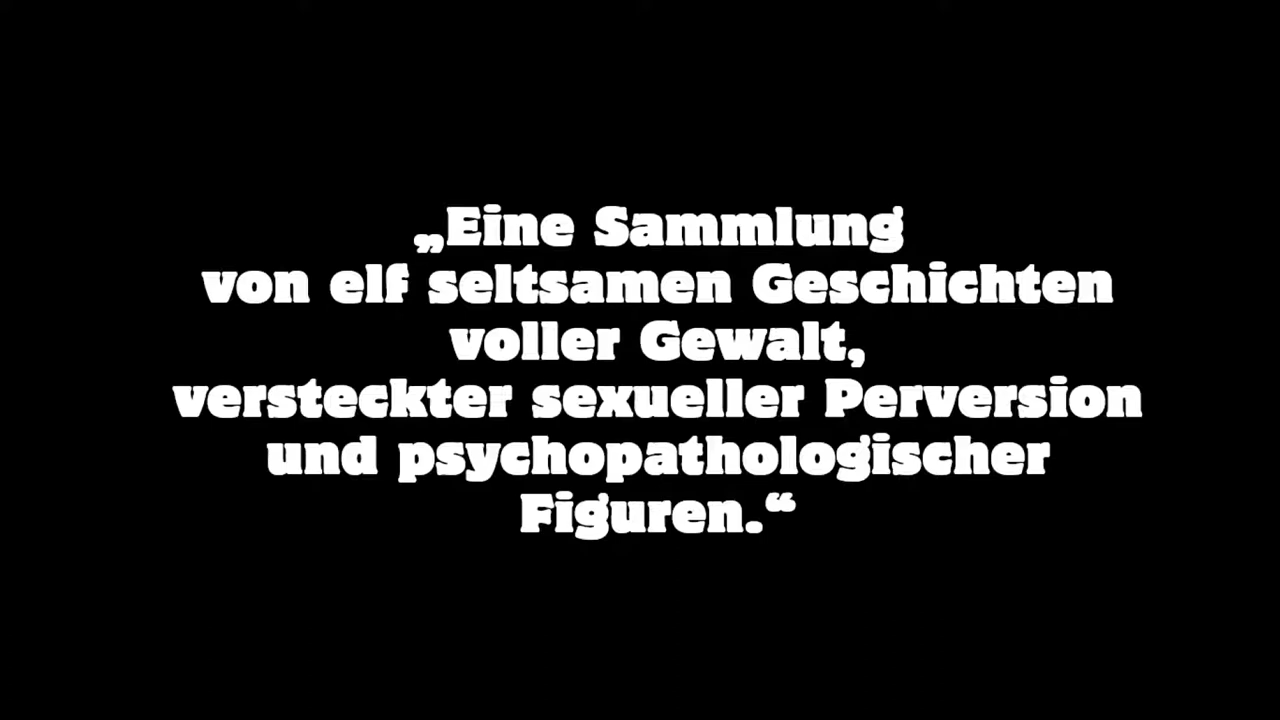 „Eine Sammlung
von elf seltsamen Geschichten
voller Gewalt,
versteckter sexueller Perversion
und psychopathologischer
Figuren.“